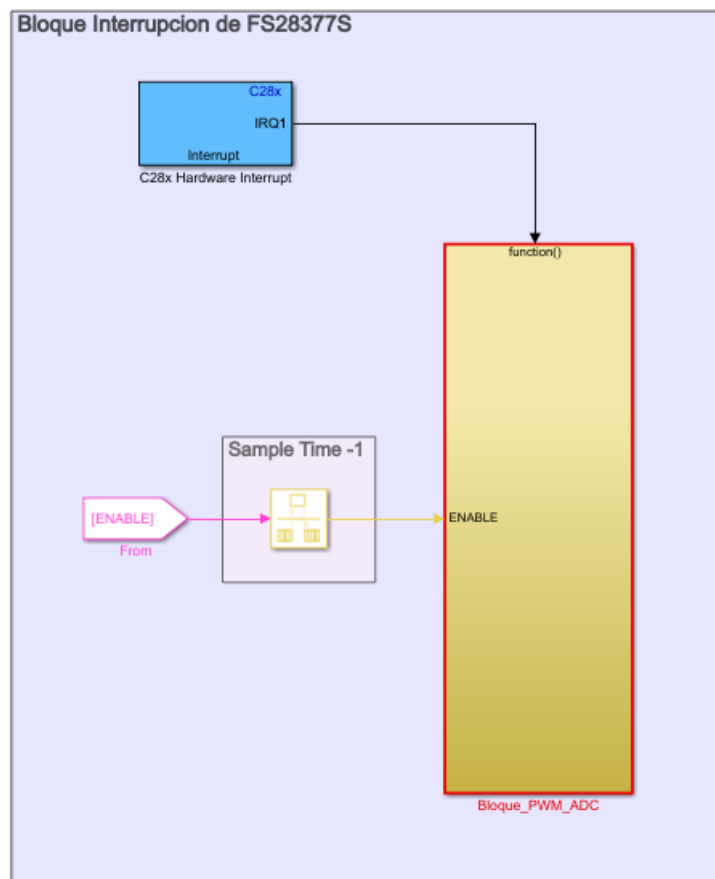 Bloque Interrupcion de FS28377S
C28x
IRQ1
Interrupt
C28x Hardware Interrupt
function()
Sample Time -1
[ENABLE]
From
ENABLE
Bloque_PWM_ADC